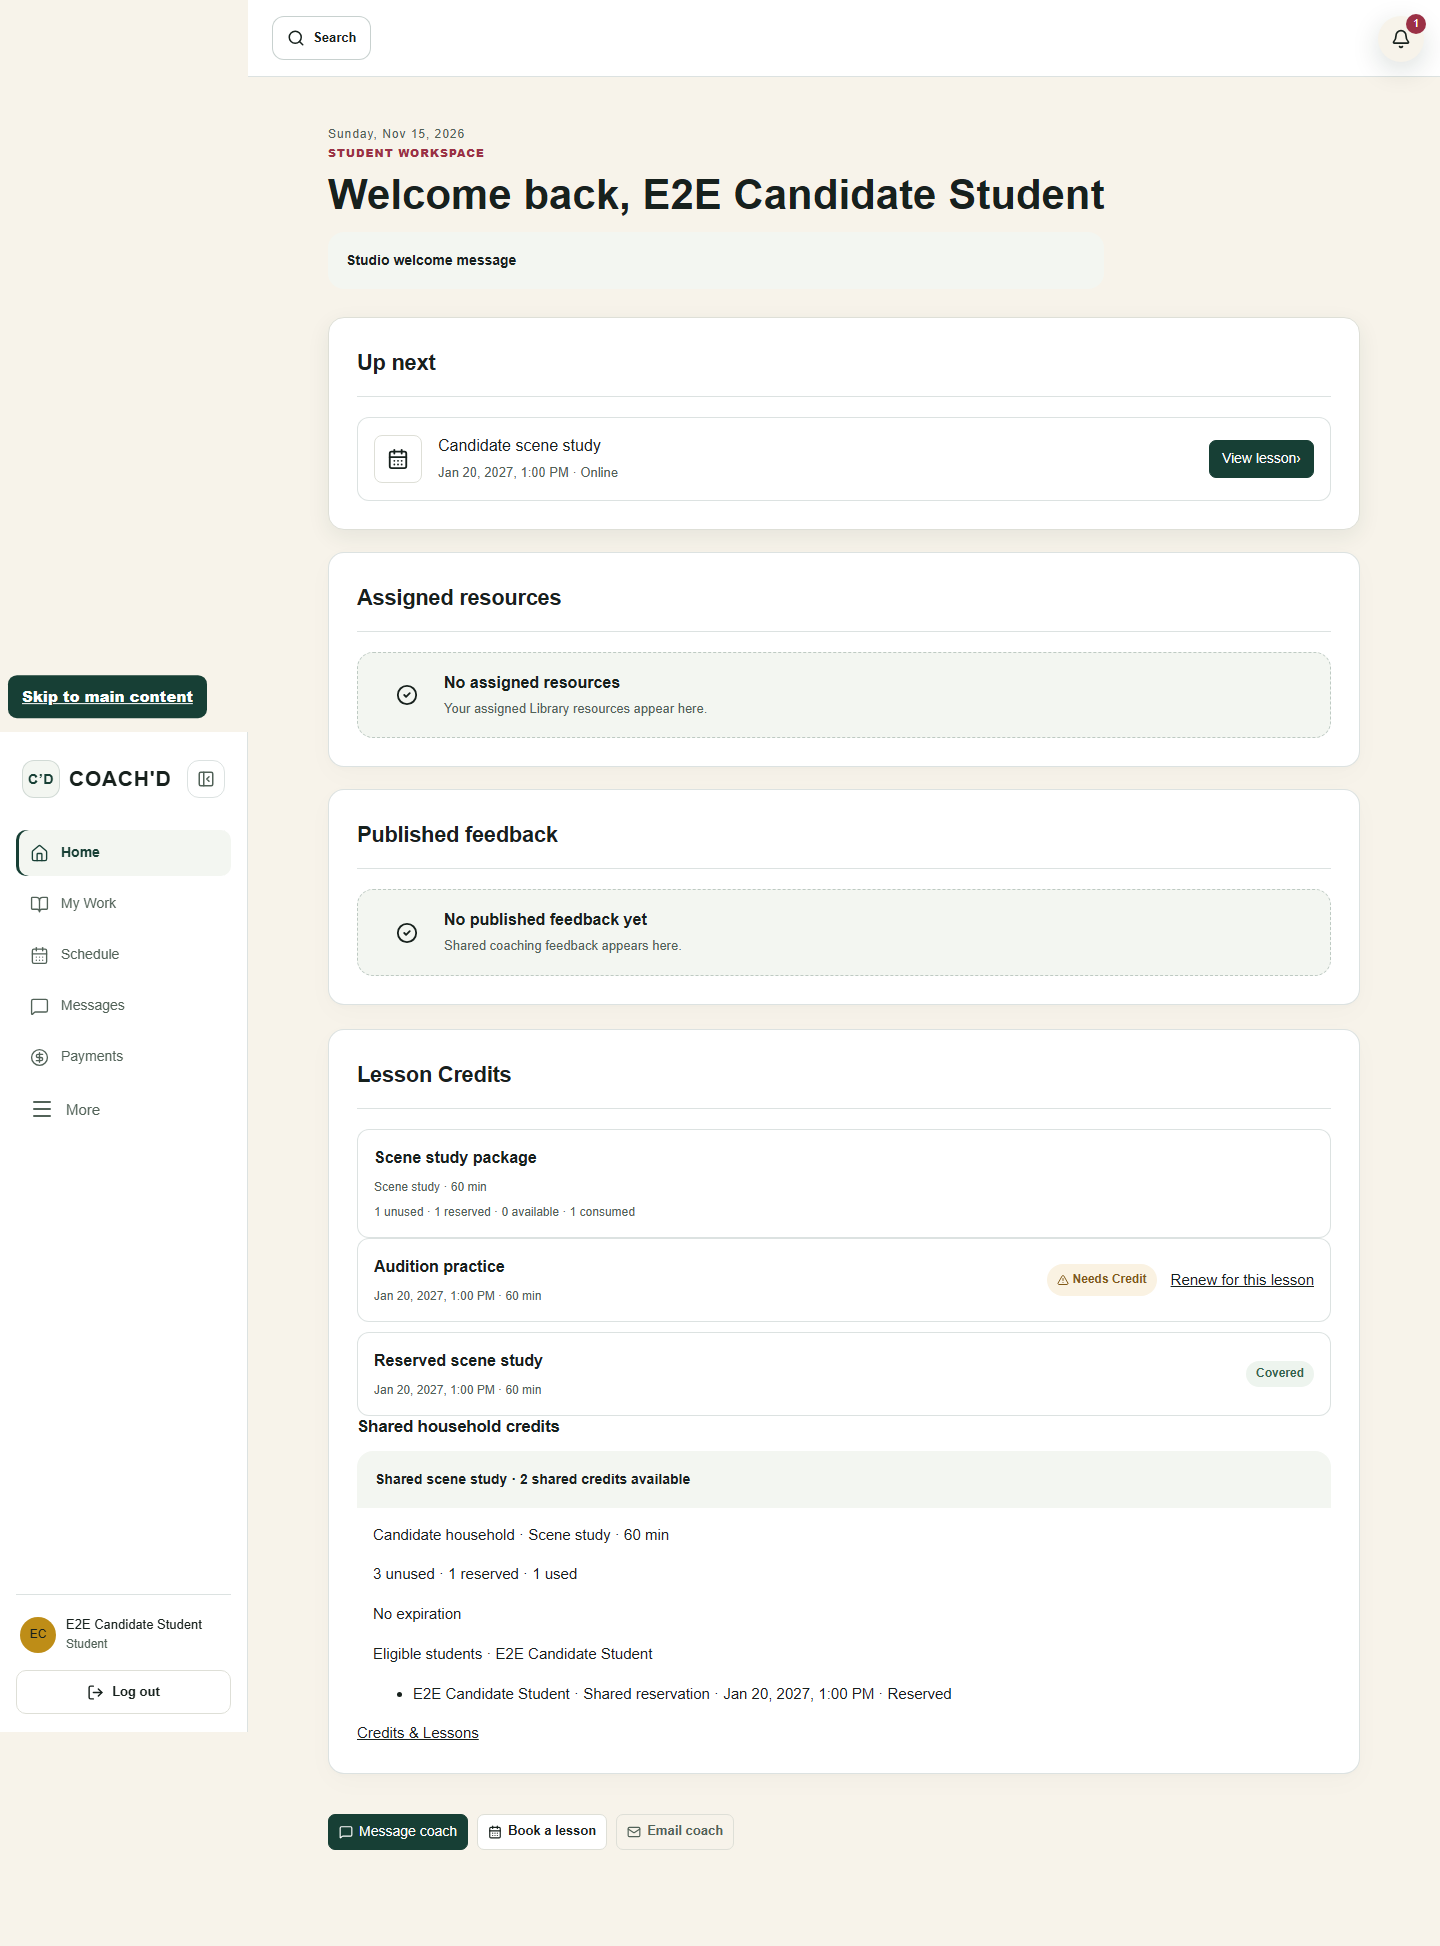 Search
1
Sunday, Nov 15, 2026
STUDENT WORKSPACE
Welcome back, E2E Candidate Student
Studio welcome message
Up next
Candidate scene study
Jan 20, 2027, 1:00 PM · Online
View lesson›
Assigned resources
No assigned resources
Your assigned Library resources appear here.
Skip to main content
C'D COACH'D
Home
My Work
Schedule
Messages
Payments
More
E2E Candidate Student
EC
Student
Log out
Published feedback
No published feedback yet
Shared coaching feedback appears here.
Lesson Credits
Scene study package
Scene study · 60 min
1 unused · 1 reserved · 0 available · 1 consumed
Audition practice
Jan 20, 2027, 1:00 PM · 60 min
Needs Credit Renew for this lesson
Reserved scene study
Jan 20, 2027, 1:00 PM · 60 min
Covered
Shared household credits
Shared scene study · 2 shared credits available
Candidate household · Scene study · 60 min
3 unused · 1 reserved · 1 used
No expiration
Eligible students · E2E Candidate Student
• E2E Candidate Student · Shared reservation · Jan 20, 2027, 1:00 PM · Reserved
Credits & Lessons
Message coach Book a lesson Email coach